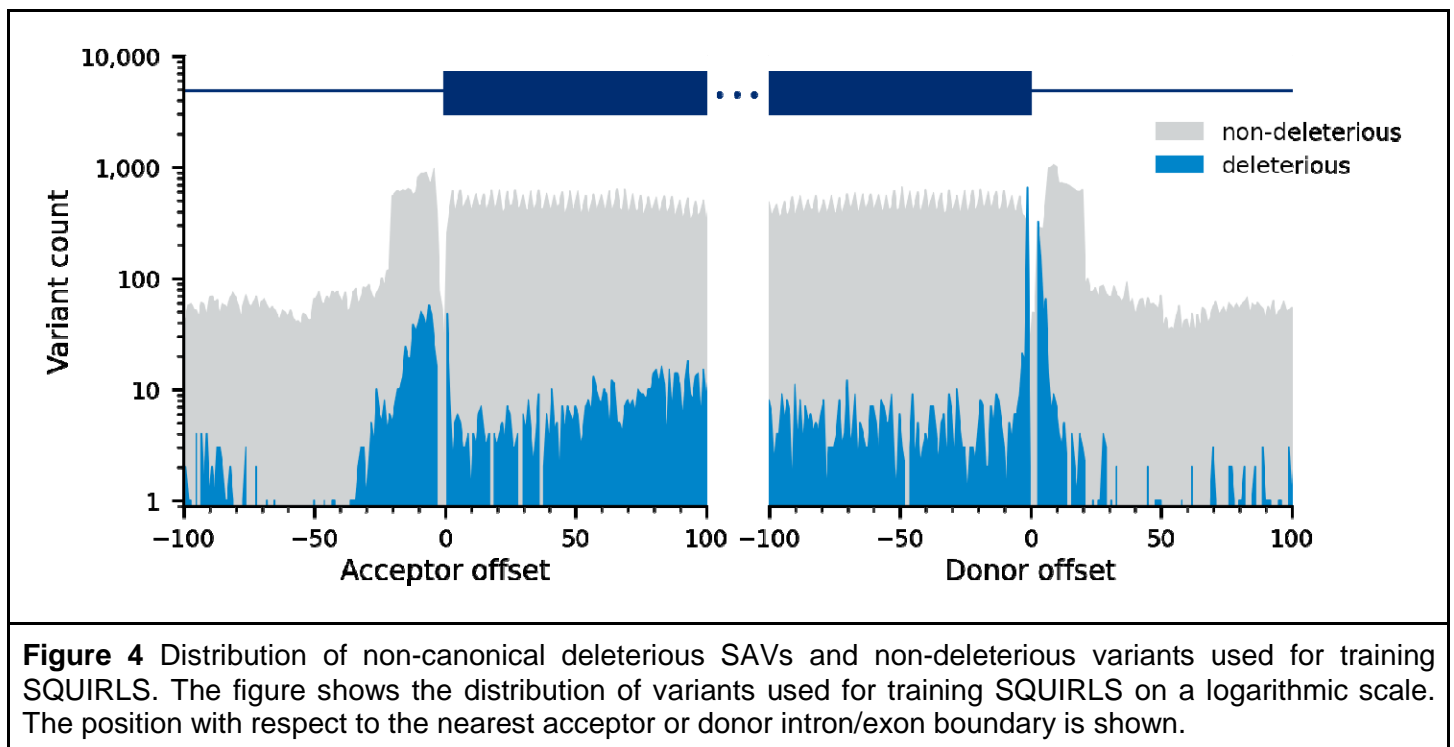 10,000
1,000
100
10
1
Variant count
non-deleterious
deleterious
−100 −50 0 50 100 −100 −50 0 50 100
Acceptor offset Donor offset
Figure 4 Distribution of non-canonical deleterious SAVs and non-deleterious variants used for training
SQUIRLS. The figure shows the distribution of variants used for training SQUIRLS on a logarithmic scale.
The position with respect to the nearest acceptor or donor intron/exon boundary is shown.